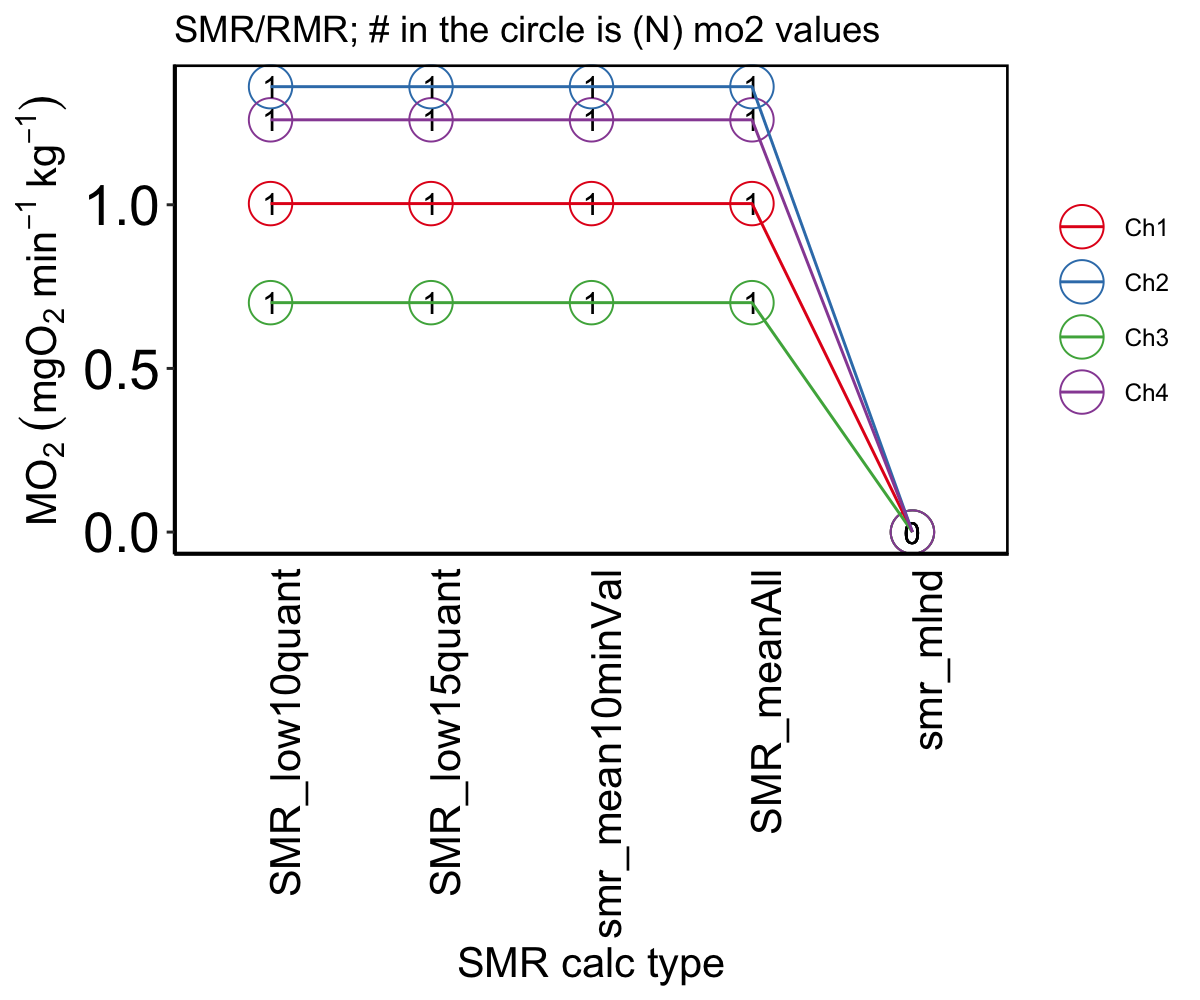 SMR/RMR; # in the circle is (N) mo2 values
MO₂ (mgO₂ min⁻¹ kg⁻¹)
1.0
0.5
0.0
1 1 1 1
1 1 1 1
1 1 1 1
1 1 1 1
0
SMR_low10quant
SMR_low15quant
smr_mean10minVal
SMR_meanAll
smr_mlnd
SMR calc type
Ch1
Ch2
Ch3
Ch4